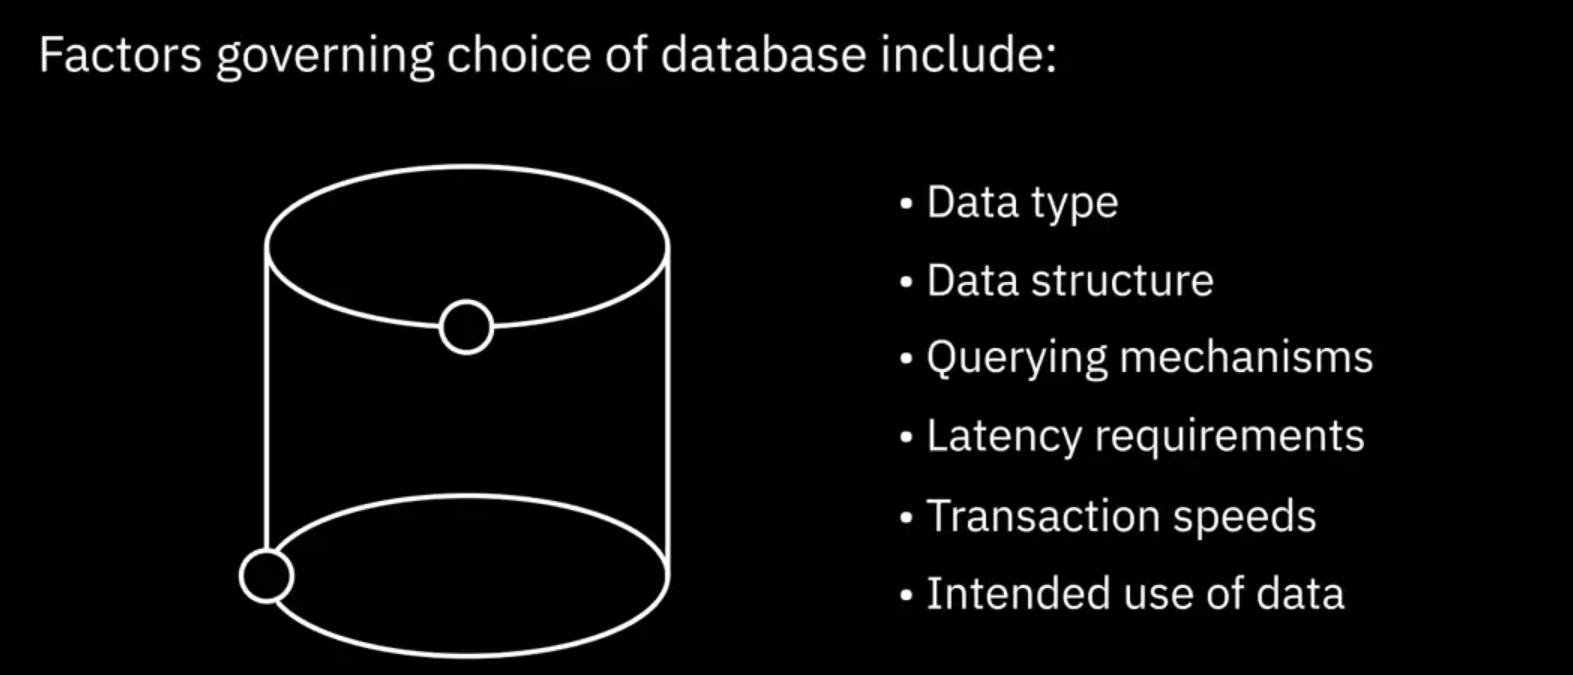 Factors governing choice of database include:
• Data type
• Data structure
• Querying mechanisms
• Latency requirements
• Transaction speeds
• Intended use of data